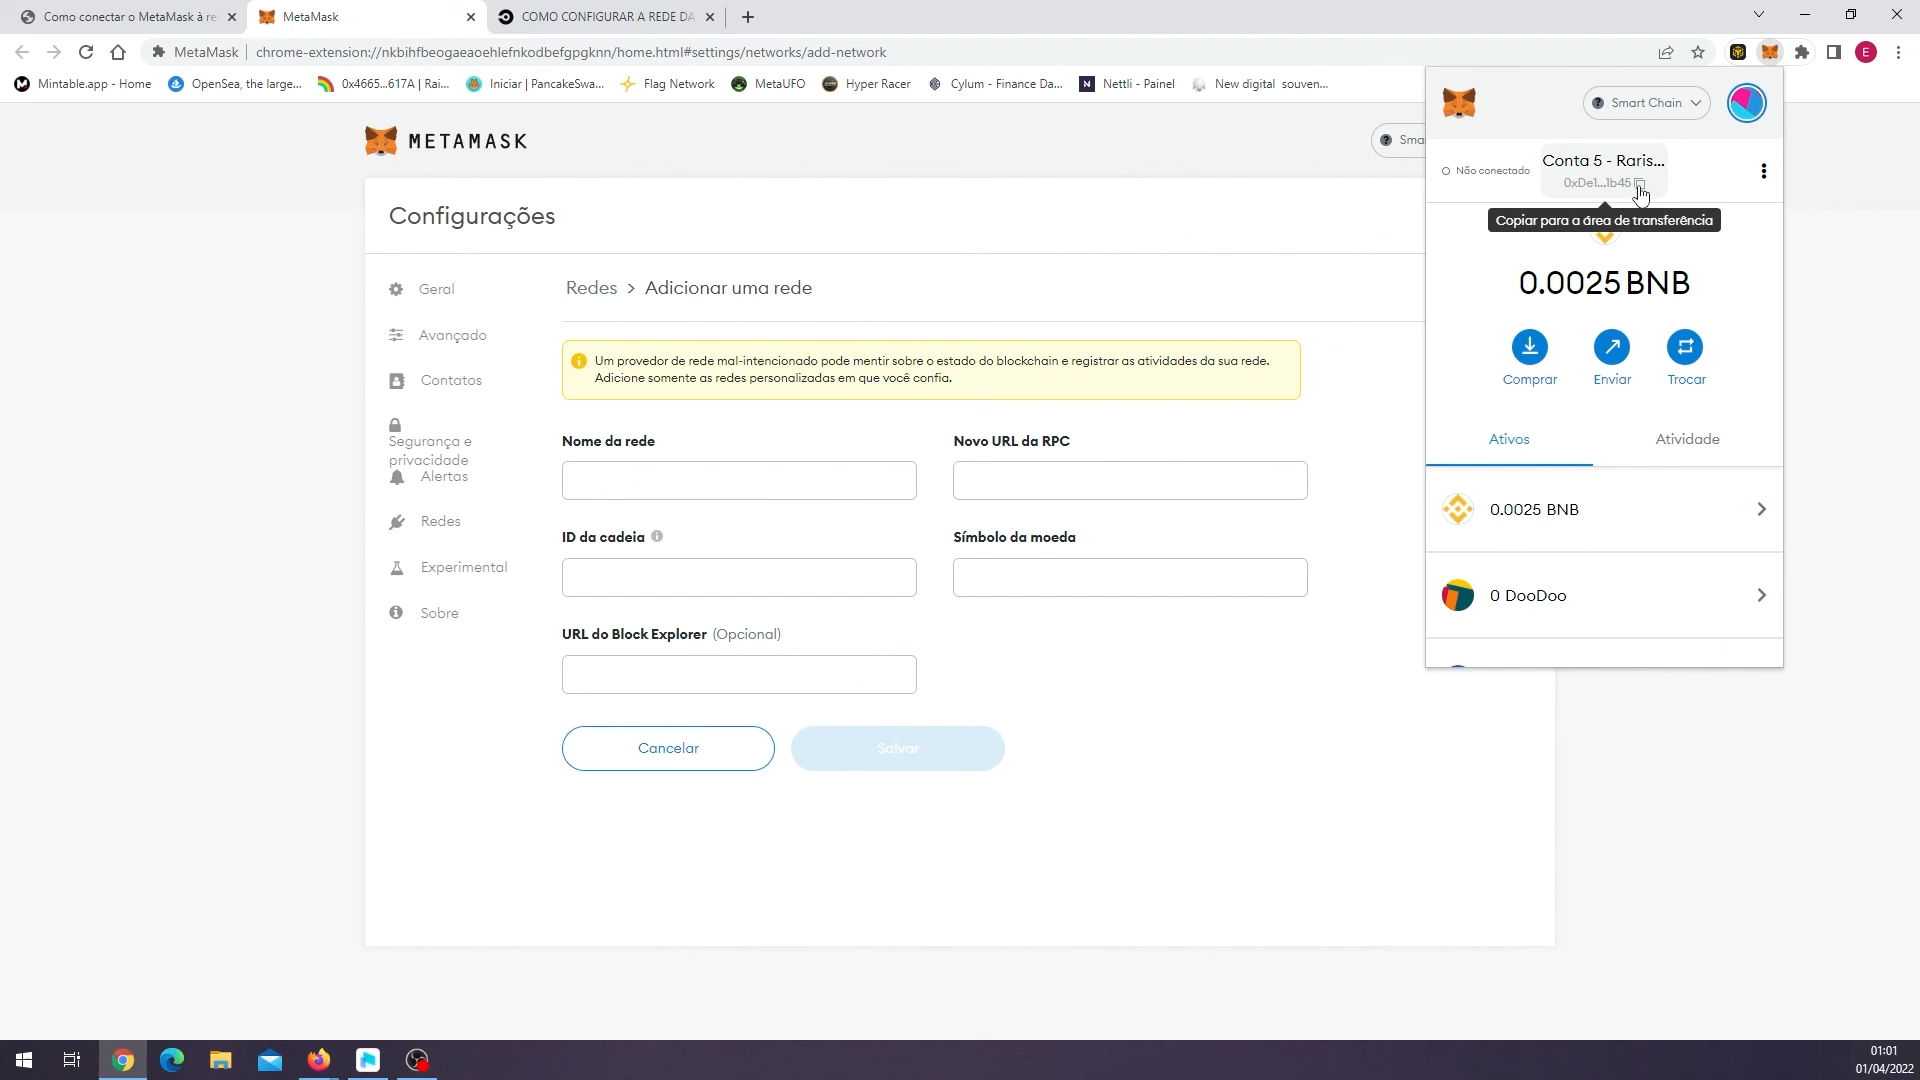 Como conectar o MetaMask à re
MetaMask
COMO CONFIGURAR A REDE DA
MetaMask
chrome-extension://nkbihfbeogaeaoehlefnkodbefgpgknn/home.html#settings/networks/add-network
E
Mintable.app - Home
OpenSea, the large...
0x4665...617A | Rai...
Iniciar | PancakeSwa...
Flag Network
MetaUFO
Hyper Racer
Cylum - Finance Da...
Nettli - Painel
New digital souven...
METAMASK
Sma
Configurações
Geral
Avançado
Contatos
Segurança e
privacidade
Alertas
Redes
Experimental
Sobre
Redes > Adicionar uma rede
Um provedor de rede mal-intencionado pode mentir sobre o estado do blockchain e registrar as atividades da sua rede.
Adicione somente as redes personalizadas em que você confia.
Nome da rede
Novo URL da RPC
ID da cadeia
Símbolo da moeda
URL do Block Explorer (Opcional)
Cancelar
Salvar
Smart Chain
Não conectado
Conta 5 - Raris...
0xDe1...1b45
Copiar para a área de transferência
0.0025 BNB
Comprar
Enviar
Trocar
Ativos
Atividade
0.0025 BNB
0 DooDoo
01:01
01/04/2022